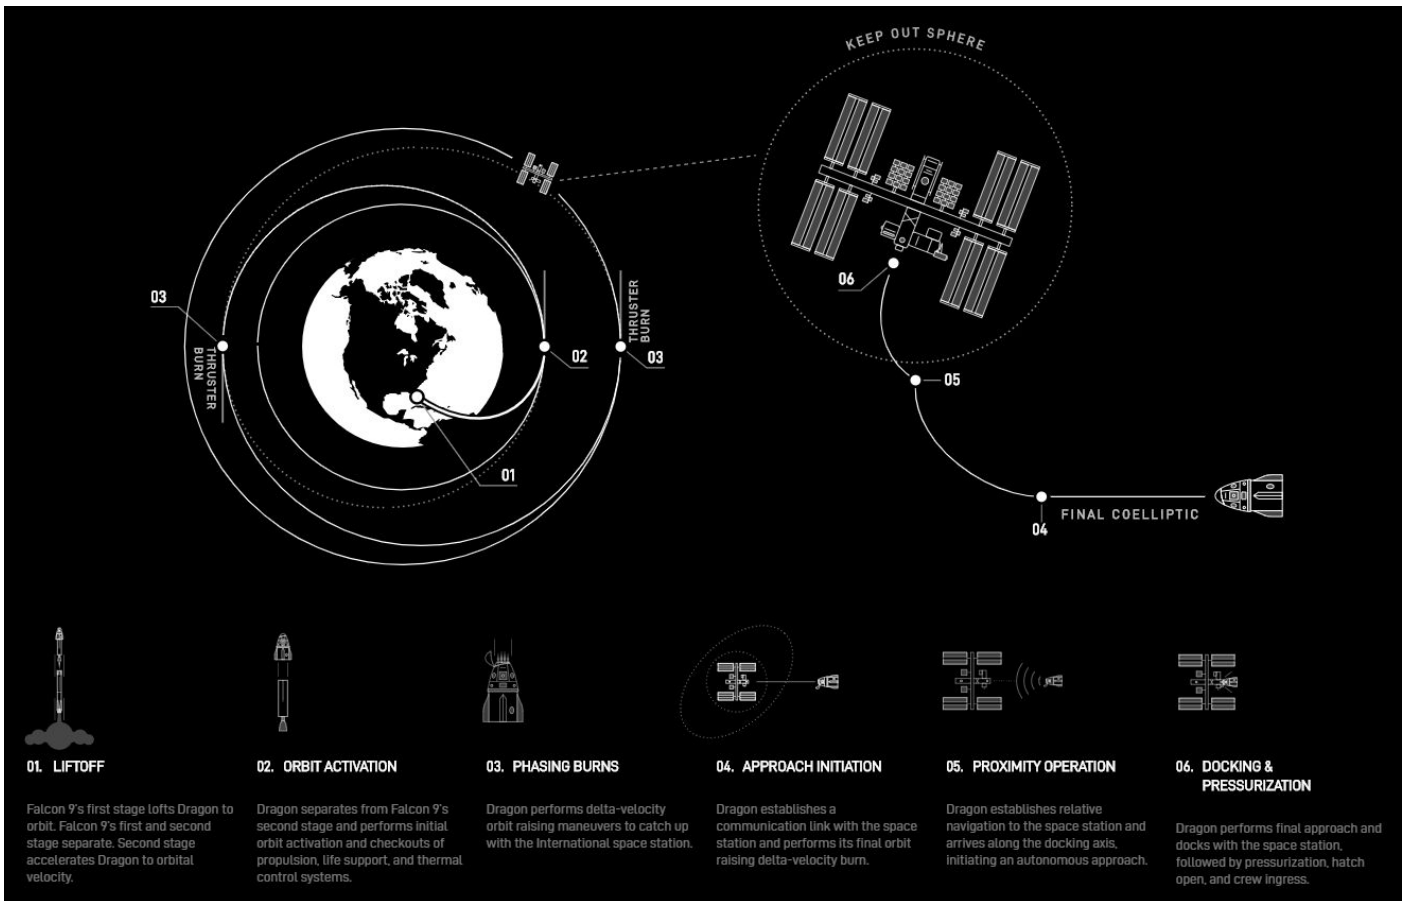 KEEP OUT SPHERE
03
THRUSTER
BURN
02
THRUSTER
BURN
03
01
06
05
04
FINAL COELLIPTIC
01. LIFTOFF
Falcon 9's first stage lofts Dragon to
orbit. Falcon 9's first and second
stage separate. Second stage
accelerates Dragon to orbital
velocity.
02. ORBIT ACTIVATION
Dragon separates from Falcon 9's
second stage and performs initial
orbit activation and checkouts of
propulsion, life support, and thermal
control systems.
03. PHASING BURNS
Dragon performs delta-velocity
orbit raising maneuvers to catch up
with the International space station.
04. APPROACH INITIATION
Dragon establishes a
communication link with the space
station and performs its final orbit
raising delta-velocity burn.
05. PROXIMITY OPERATION
Dragon establishes relative
navigation to the space station and
arrives along the docking axis,
initiating an autonomous approach.
06. DOCKING &
PRESSURIZATION
Dragon performs final approach and
docks with the space station,
followed by pressurization, hatch
open, and crew ingress.